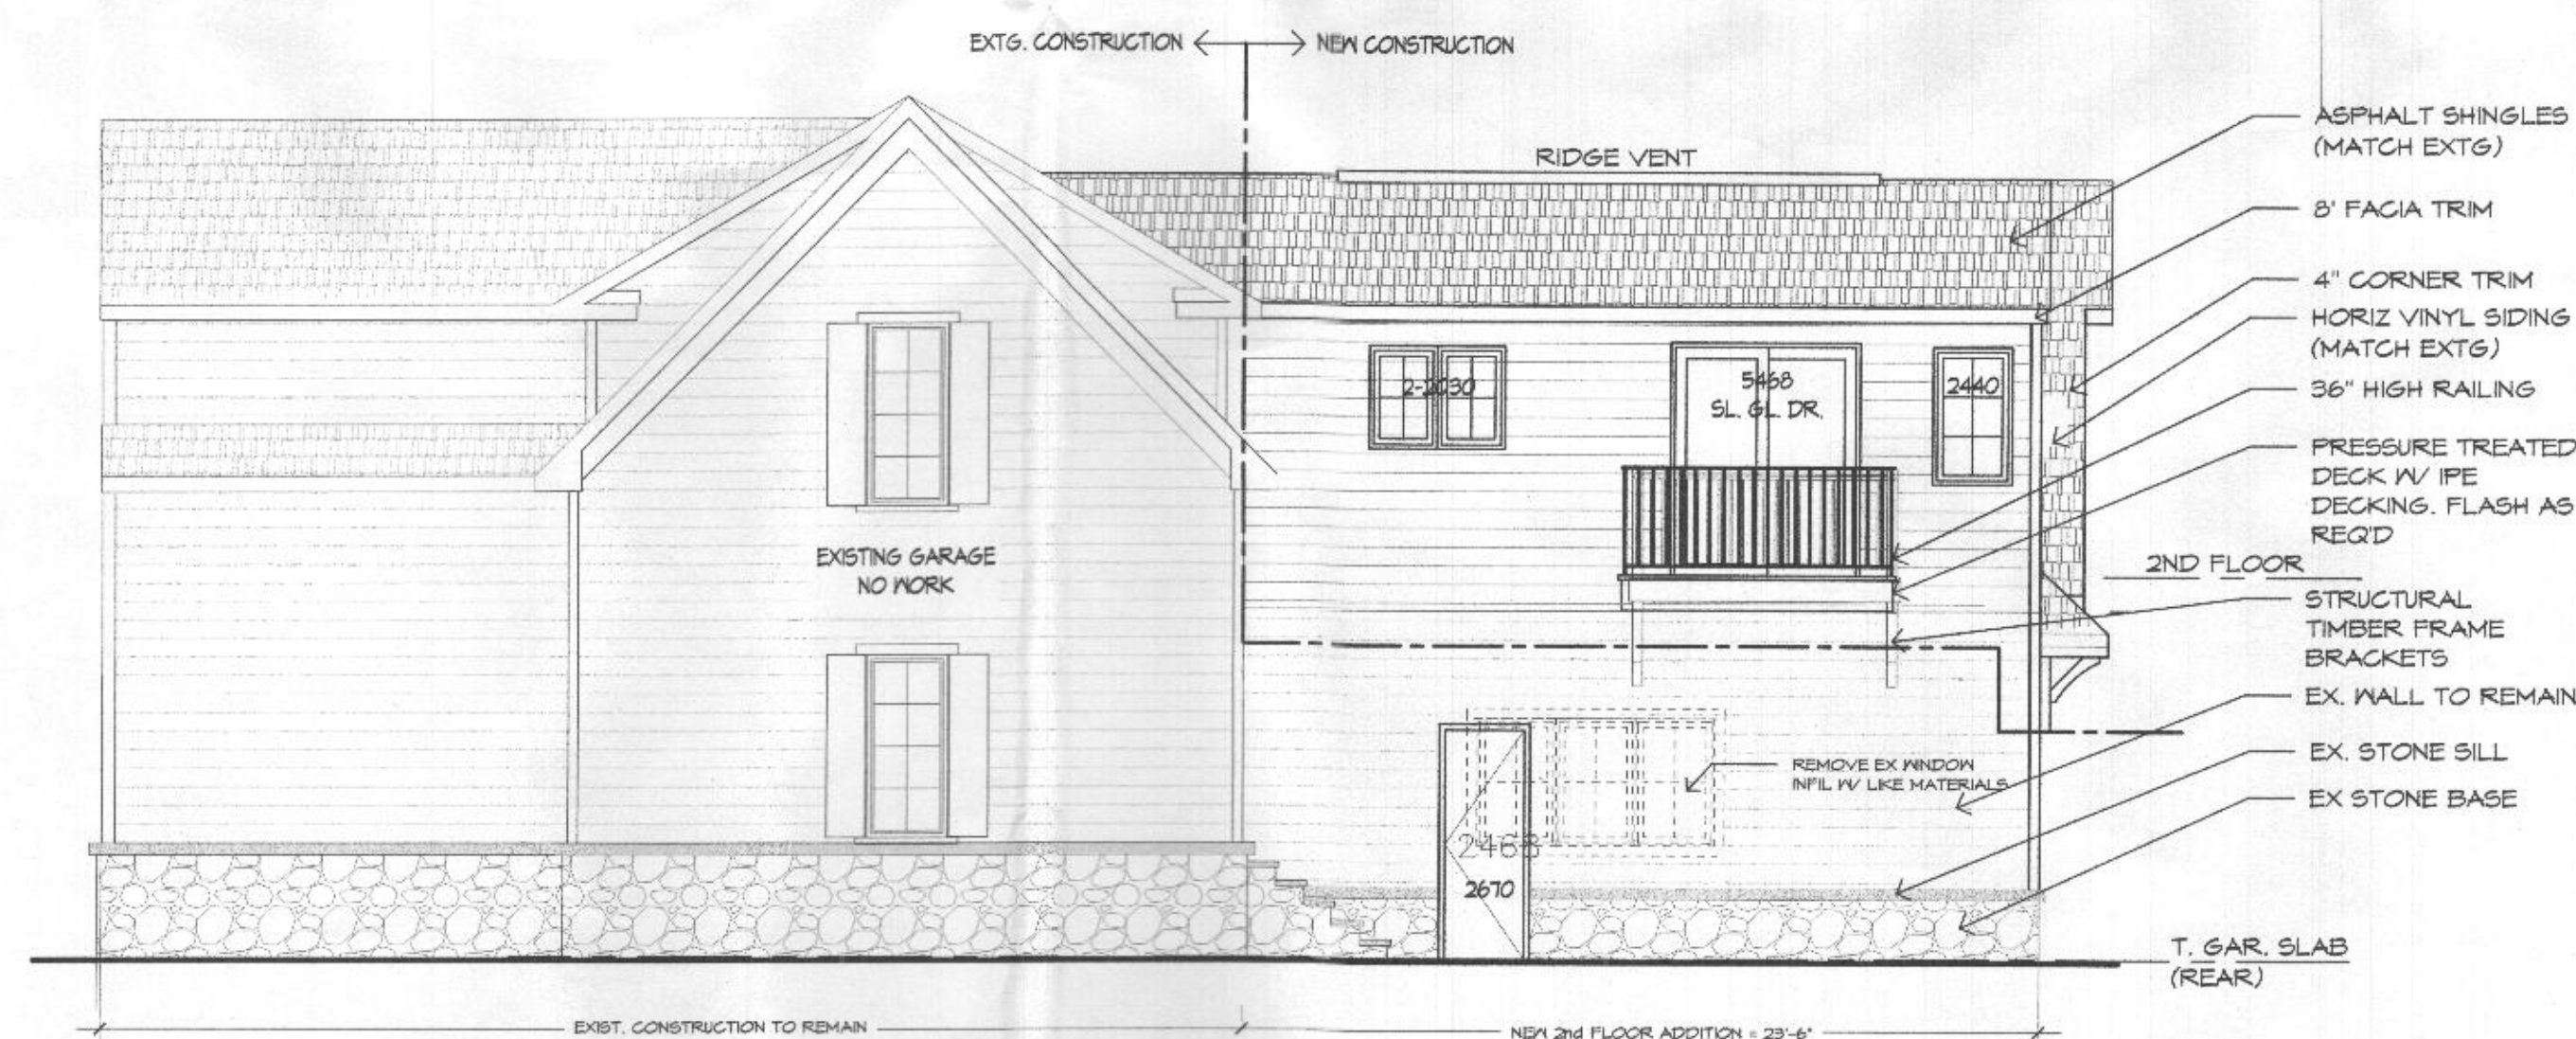 EXTG. CONSTRUCTION
NEW CONSTRUCTION
RIDGE VENT
ASPHALT SHINGLES
(MATCH EXTG)
8' FACIA TRIM
4" CORNER TRIM
HORIZ VINYL SIDING
(MATCH EXTG)
36" HIGH RAILING
PRESSURE TREATED
DECK W/ IPE
DECKING. FLASH AS
REQ'D
2ND FLOOR
STRUCTURAL
TIMBER FRAME
BRACKETS
EX. WALL TO REMAIN
EX. STONE SILL
EX STONE BASE
T. GAR. SLAB
(REAR)
2-2030
5468
SL. GL. DR.
2440
EXISTING GARAGE
NO WORK
REMOVE EX WINDOW
INFIL W/ LIKE MATERIALS
2468
2670
EXIST. CONSTRUCTION TO REMAIN
NEW 2nd FLOOR ADDITION = 23'-6"